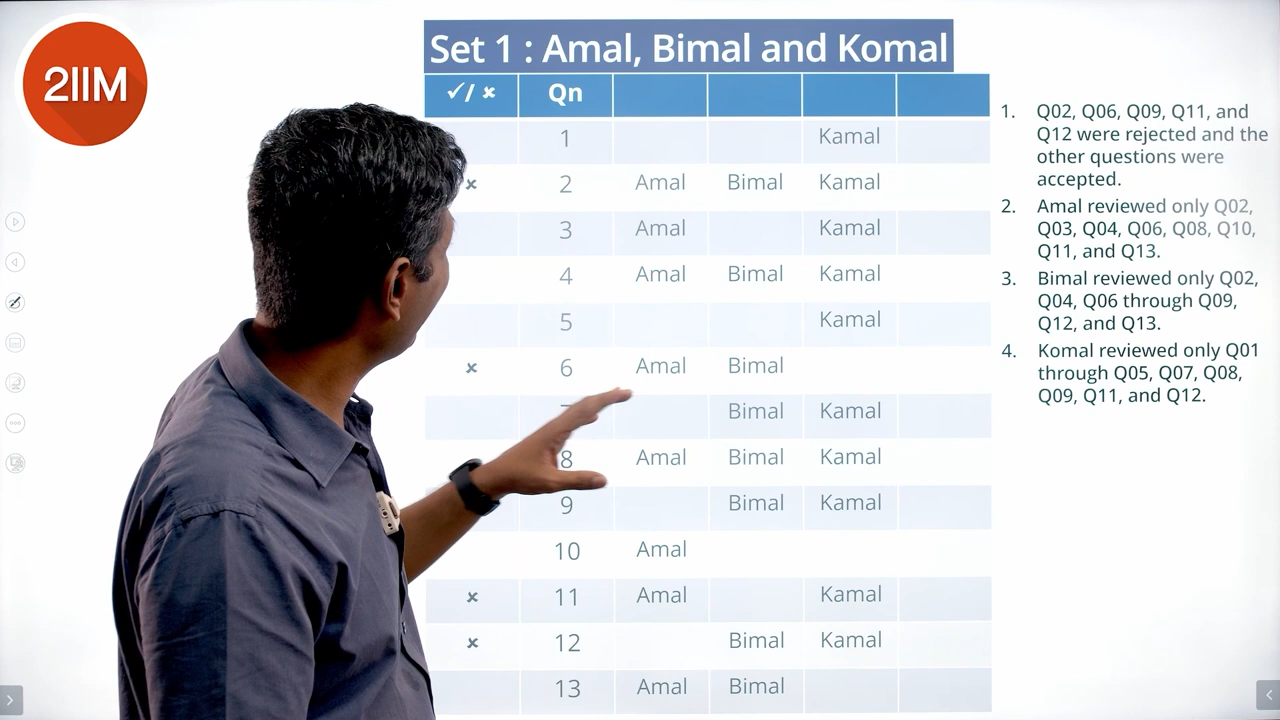 2IIM
Set 1 : Amal, Bimal and Komal
✓/ × Qn
1 Kamal
× 2 Amal Bimal Kamal
3 Amal Kamal
4 Amal Bimal Kamal
5 Kamal
× 6 Amal Bimal
Bimal Kamal
8 Amal Bimal Kamal
9 Bimal Kamal
10 Amal
× 11 Amal Kamal
× 12 Bimal Kamal
13 Amal Bimal
1. Q02, Q06, Q09, Q11, and
Q12 were rejected and the
other questions were
accepted.
2. Amal reviewed only Q02,
Q03, Q04, Q06, Q08, Q10,
Q11, and Q13.
3. Bimal reviewed only Q02,
Q04, Q06 through Q09,
Q12, and Q13.
4. Komal reviewed only Q01
through Q05, Q07, Q08,
Q09, Q11, and Q12.